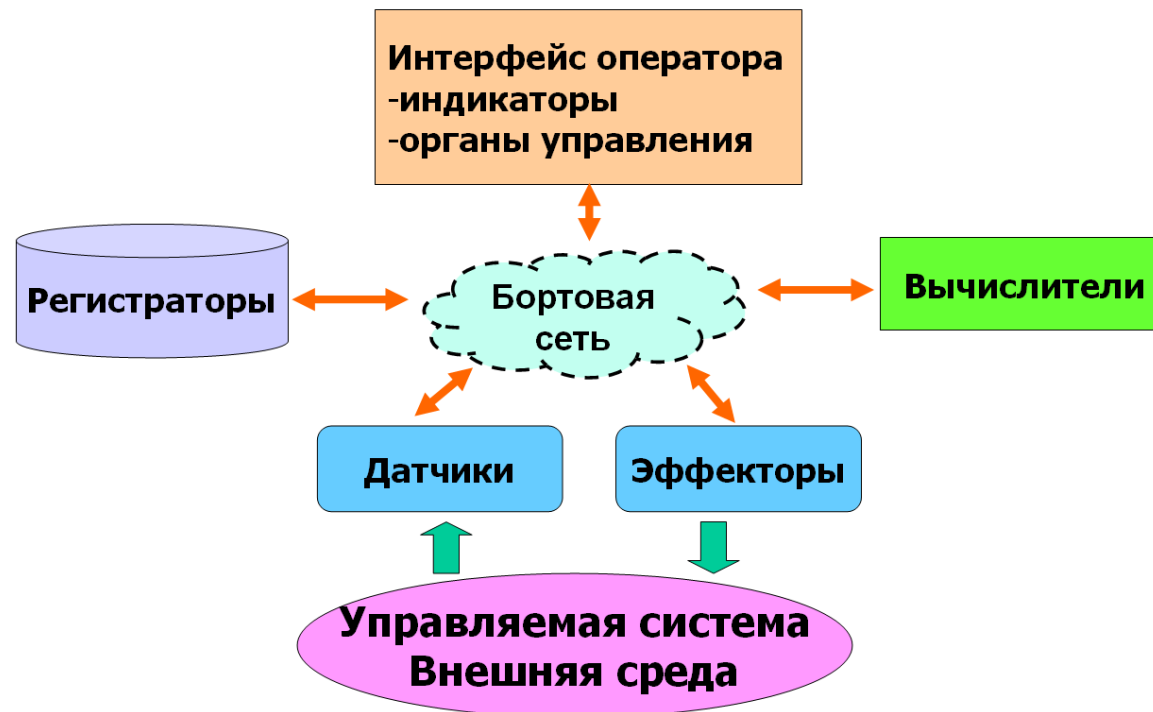 Интерфейс оператора
-индикаторы
-органы управления
Регистраторы
Бортовая
сеть
Вычислители
Датчики
Эффекторы
Управляемая система
Внешняя среда